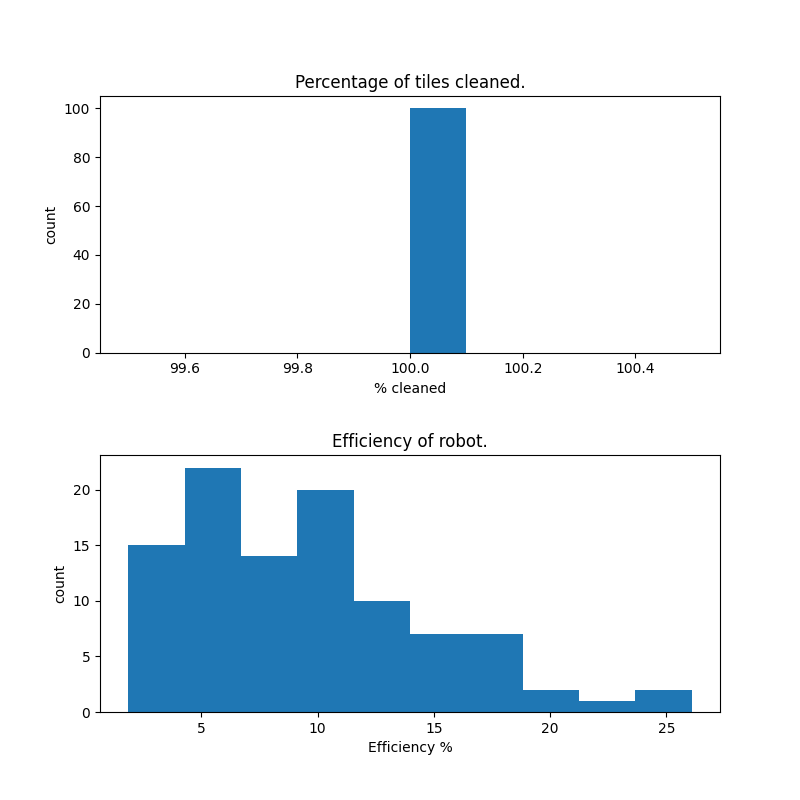 Percentage of tiles cleaned.
100
80
60
40
20
0
count
99.6 99.8 100.0 100.2 100.4
% cleaned
Efficiency of robot.
20
15
10
5
0
count
5 10 15 20 25
Efficiency %